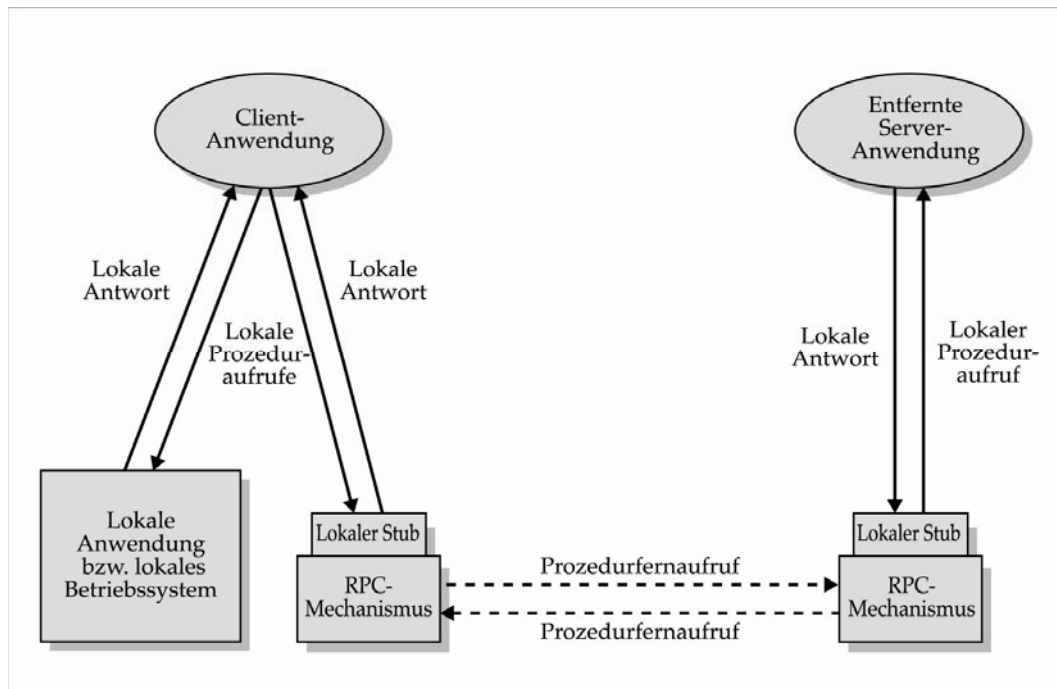 Client-
Anwendung
Entfernte
Server-
Anwendung
Lokale
Antwort
Lokale
Prozedur-
aufrufe
Lokale
Antwort
Lokale
Antwort
Lokaler
Prozedur-
aufruf
Lokale
Anwendung
bzw. lokales
Betriebssystem
Lokaler Stub
RPC-
Mechanismus
Prozedurfernaufruf
Prozedurfernaufruf
Lokaler Stub
RPC-
Mechanismus